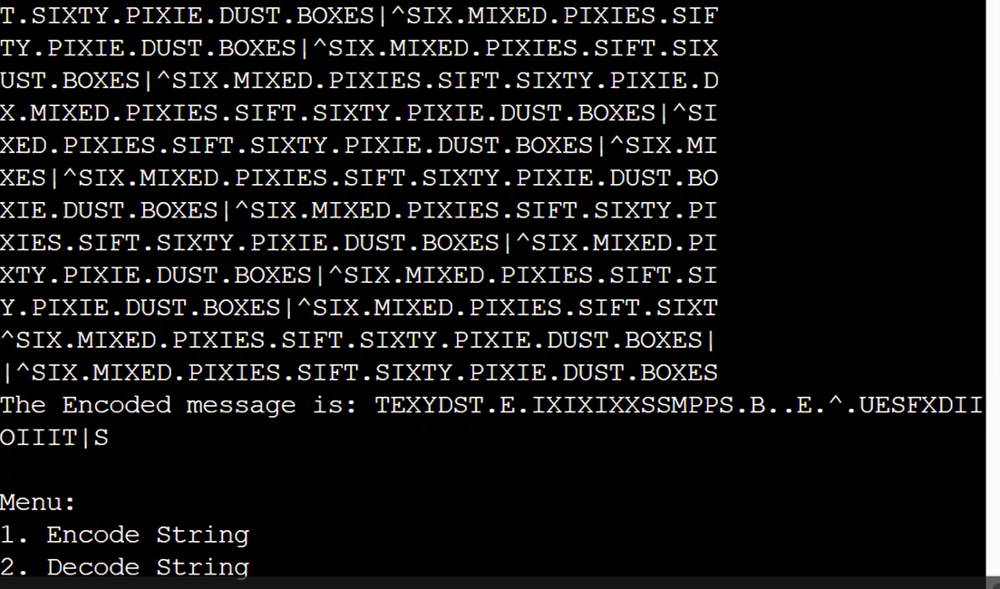 T.SIXTY.PIXIE.DUST.BOXES|^SIX.MIXED.PIXIES.SIF
TY.PIXIE.DUST.BOXES|^SIX.MIXED.PIXIES.SIFT.SIX
UST.BOXES|^SIX.MIXED.PIXIES.SIFT.SIXTY.PIXIE.D
X.MIXED.PIXIES.SIFT.SIXTY.PIXIE.DUST.BOXES|^SI
XED.PIXIES.SIFT.SIXTY.PIXIE.DUST.BOXES|^SIX.MI
XES|^SIX.MIXED.PIXIES.SIFT.SIXTY.PIXIE.DUST.BO
XIE.DUST.BOXES|^SIX.MIXED.PIXIES.SIFT.SIXTY.PI
XIES.SIFT.SIXTY.PIXIE.DUST.BOXES|^SIX.MIXED.PI
XTY.PIXIE.DUST.BOXES|^SIX.MIXED.PIXIES.SIFT.SI
Y.PIXIE.DUST.BOXES|^SIX.MIXED.PIXIES.SIFT.SIXT
^SIX.MIXED.PIXIES.SIFT.SIXTY.PIXIE.DUST.BOXES|
|^SIX.MIXED.PIXIES.SIFT.SIXTY.PIXIE.DUST.BOXES
The Encoded message is: TEXYDST.E.IXIXIXXSSMPPS.B..E.^.UESFXDII
OIIIT|S
Menu:
1. Encode String
2. Decode String